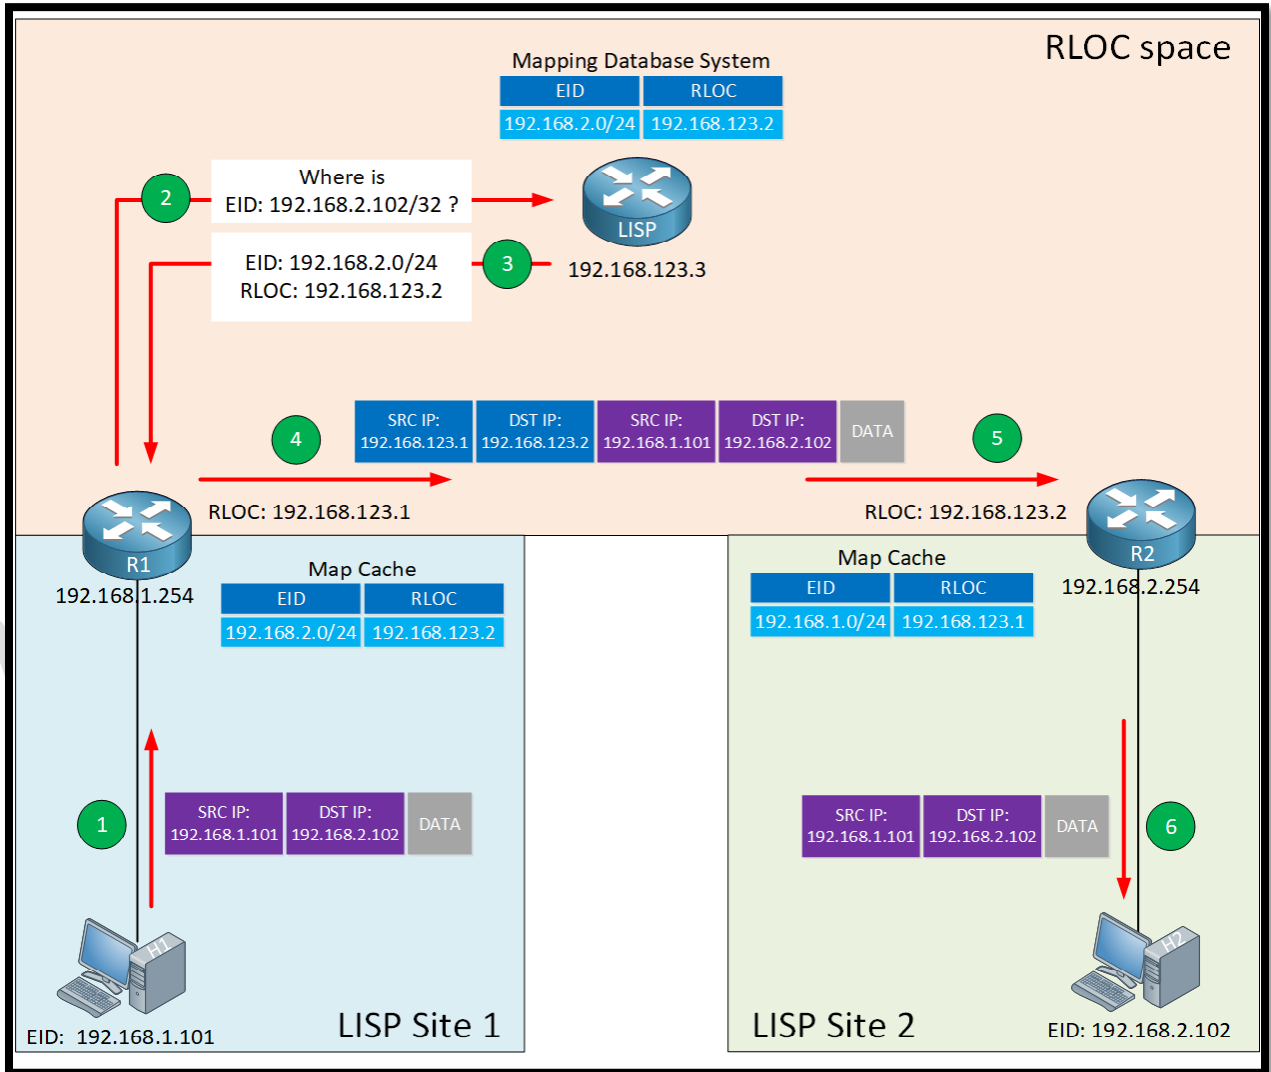 RLOC space
Mapping Database System
EID RLOC
192.168.2.0/24 192.168.123.2
2
Where is
EID: 192.168.2.102/32 ?
LISP
192.168.123.3
3
EID: 192.168.2.0/24
RLOC: 192.168.123.2
4
SRC IP: 192.168.123.1
DST IP: 192.168.123.2
SRC IP: 192.168.1.101
DST IP: 192.168.2.102
DATA
5
RLOC: 192.168.123.1
RLOC: 192.168.123.2
R1
192.168.1.254
Map Cache
EID RLOC
192.168.2.0/24 192.168.123.2
Map Cache
EID RLOC
192.168.1.0/24 192.168.123.1
R2
192.168.2.254
1
SRC IP: 192.168.1.101
DST IP: 192.168.2.102
DATA
SRC IP: 192.168.1.101
DST IP: 192.168.2.102
DATA
6
H1
EID: 192.168.1.101
LISP Site 1
LISP Site 2
H2
EID: 192.168.2.102